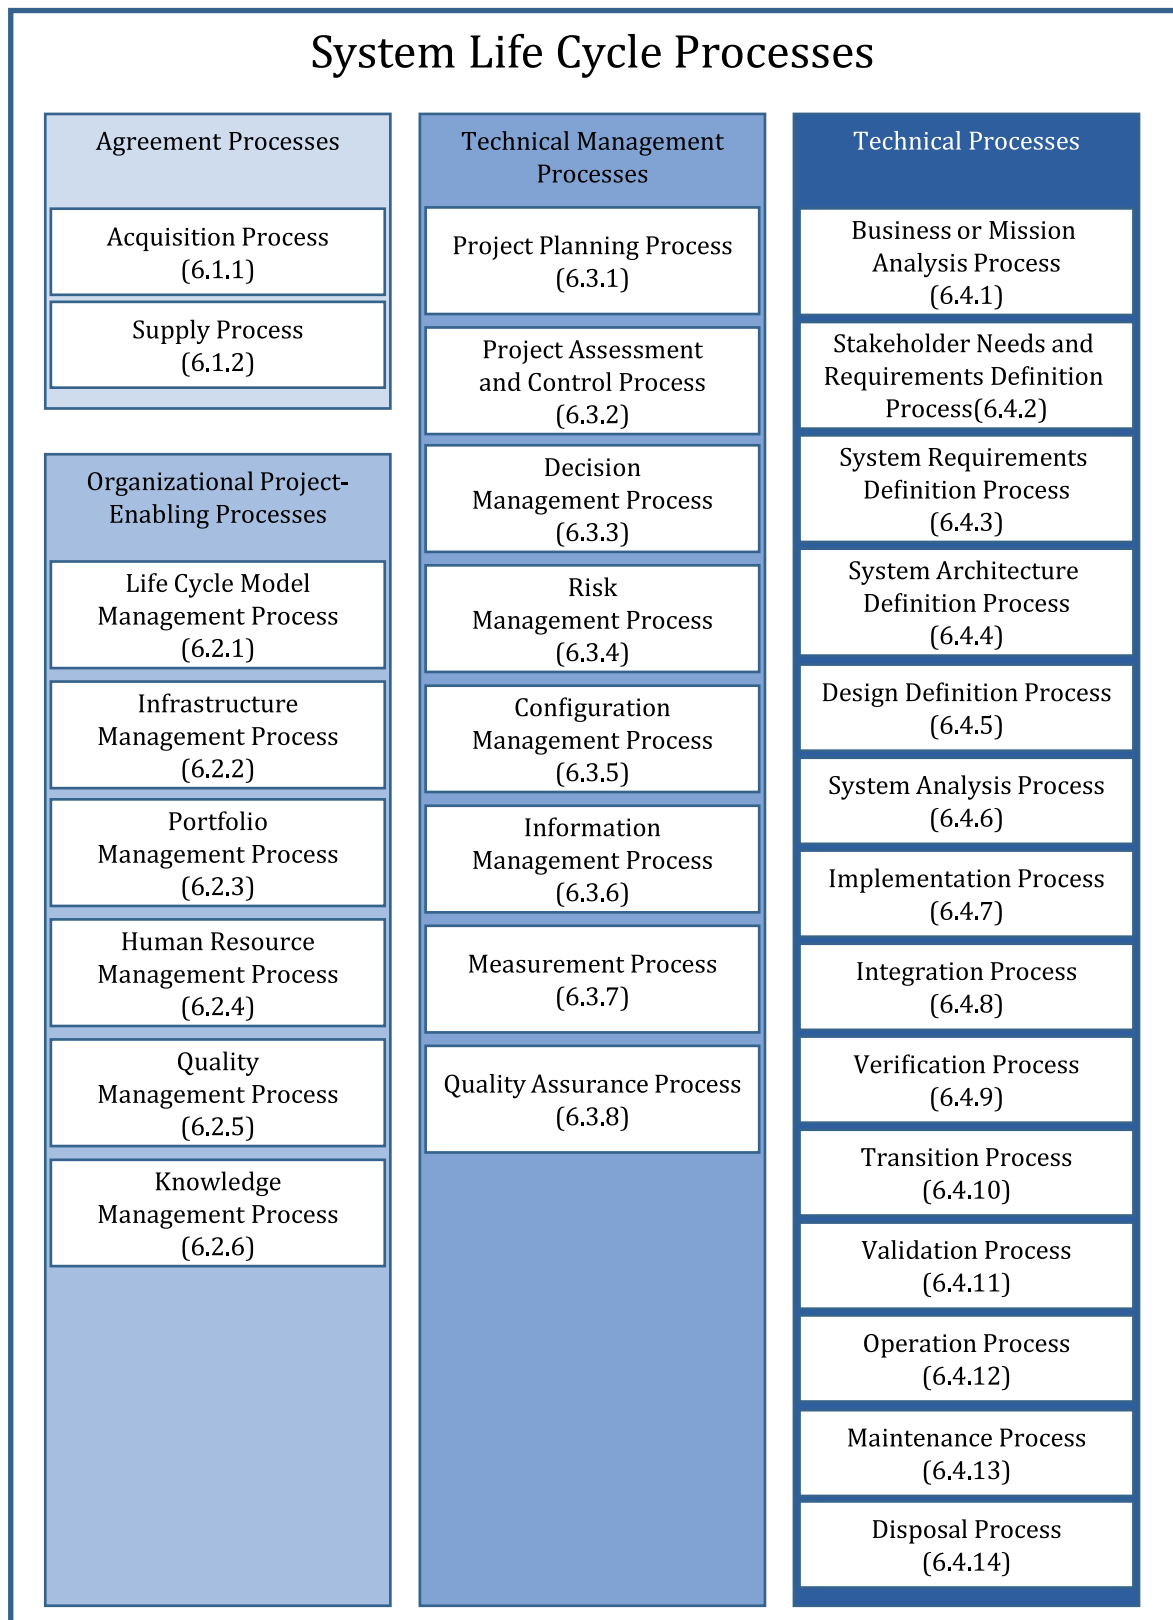 System Life Cycle Processes
Agreement Processes
Acquisition Process
(6.1.1)
Supply Process
(6.1.2)
Organizational Project-
Enabling Processes
Life Cycle Model
Management Process
(6.2.1)
Infrastructure
Management Process
(6.2.2)
Portfolio
Management Process
(6.2.3)
Human Resource
Management Process
(6.2.4)
Quality
Management Process
(6.2.5)
Knowledge
Management Process
(6.2.6)
Technical Management
Processes
Project Planning Process
(6.3.1)
Project Assessment
and Control Process
(6.3.2)
Decision
Management Process
(6.3.3)
Risk
Management Process
(6.3.4)
Configuration
Management Process
(6.3.5)
Information
Management Process
(6.3.6)
Measurement Process
(6.3.7)
Quality Assurance Process
(6.3.8)
Technical Processes
Business or Mission
Analysis Process
(6.4.1)
Stakeholder Needs and
Requirements Definition
Process(6.4.2)
System Requirements
Definition Process
(6.4.3)
System Architecture
Definition Process
(6.4.4)
Design Definition Process
(6.4.5)
System Analysis Process
(6.4.6)
Implementation Process
(6.4.7)
Integration Process
(6.4.8)
Verification Process
(6.4.9)
Transition Process
(6.4.10)
Validation Process
(6.4.11)
Operation Process
(6.4.12)
Maintenance Process
(6.4.13)
Disposal Process
(6.4.14)